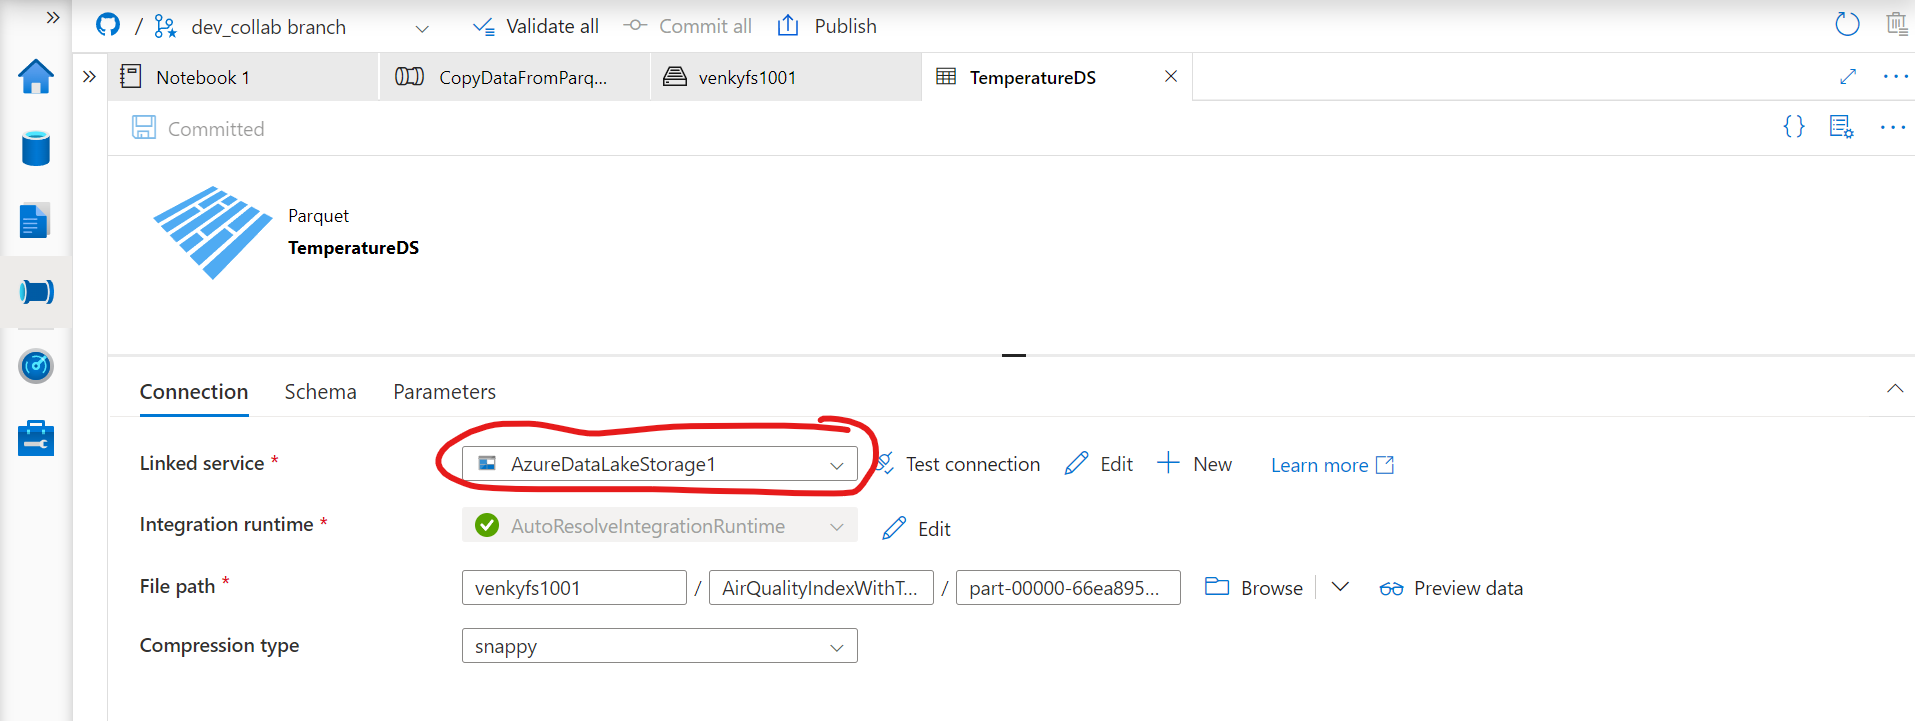 / dev_collab branch Validate all Commit all Publish
Notebook 1 CopyDataFromParq... venkyfs1001 TemperatureDS
Committed {} ...
Parquet
TemperatureDS
Connection Schema Parameters
Linked service * AzureDataLakeStorage1 Test connection Edit New Learn more
Integration runtime * AutoResolveIntegrationRuntime Edit
File path * venkyfs1001 / AirQualityIndexWithT... / part-00000-66ea895... Browse Preview data
Compression type snappy